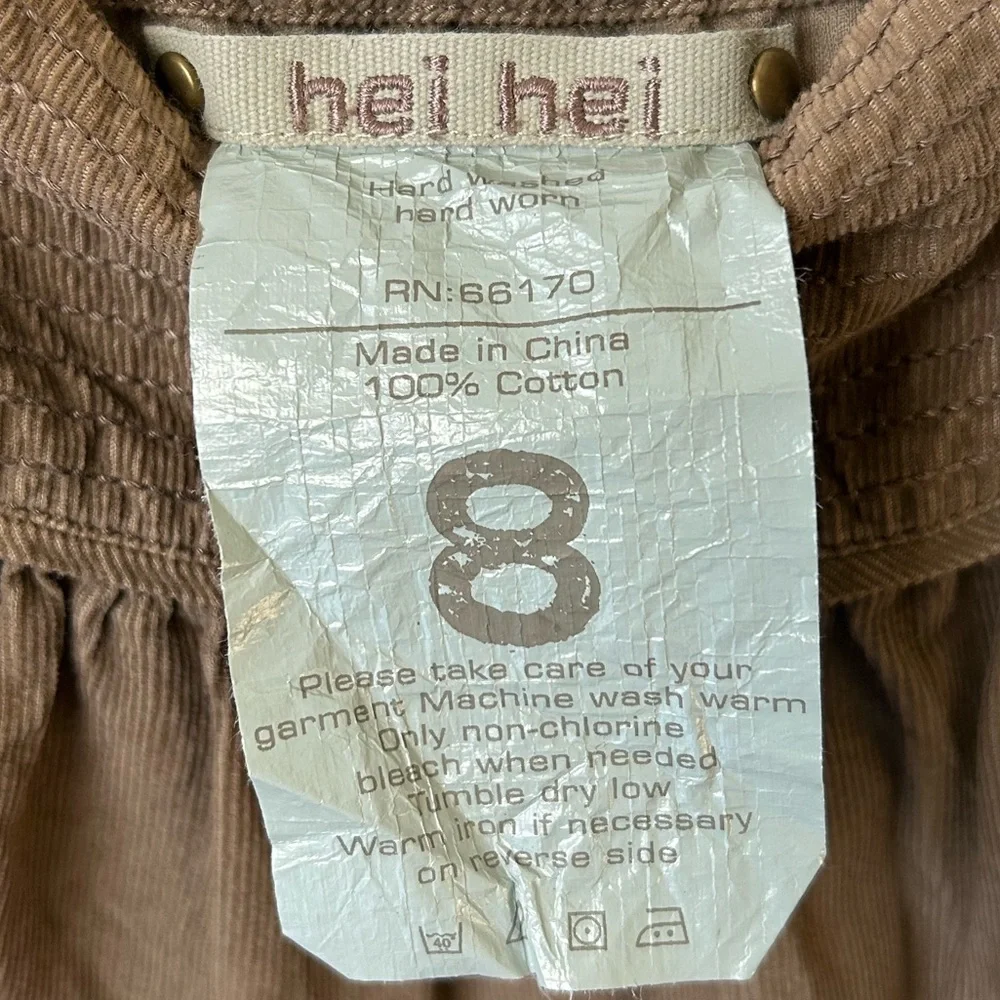 hei hei
Hard washed
hard worn
RN:66170
Made in China
100% Cotton
8
Please take care of your
garment Machine wash warm
Only non-chlorine
bleach when needed
Tumble dry low
Warm iron if necessary
on reverse side
40